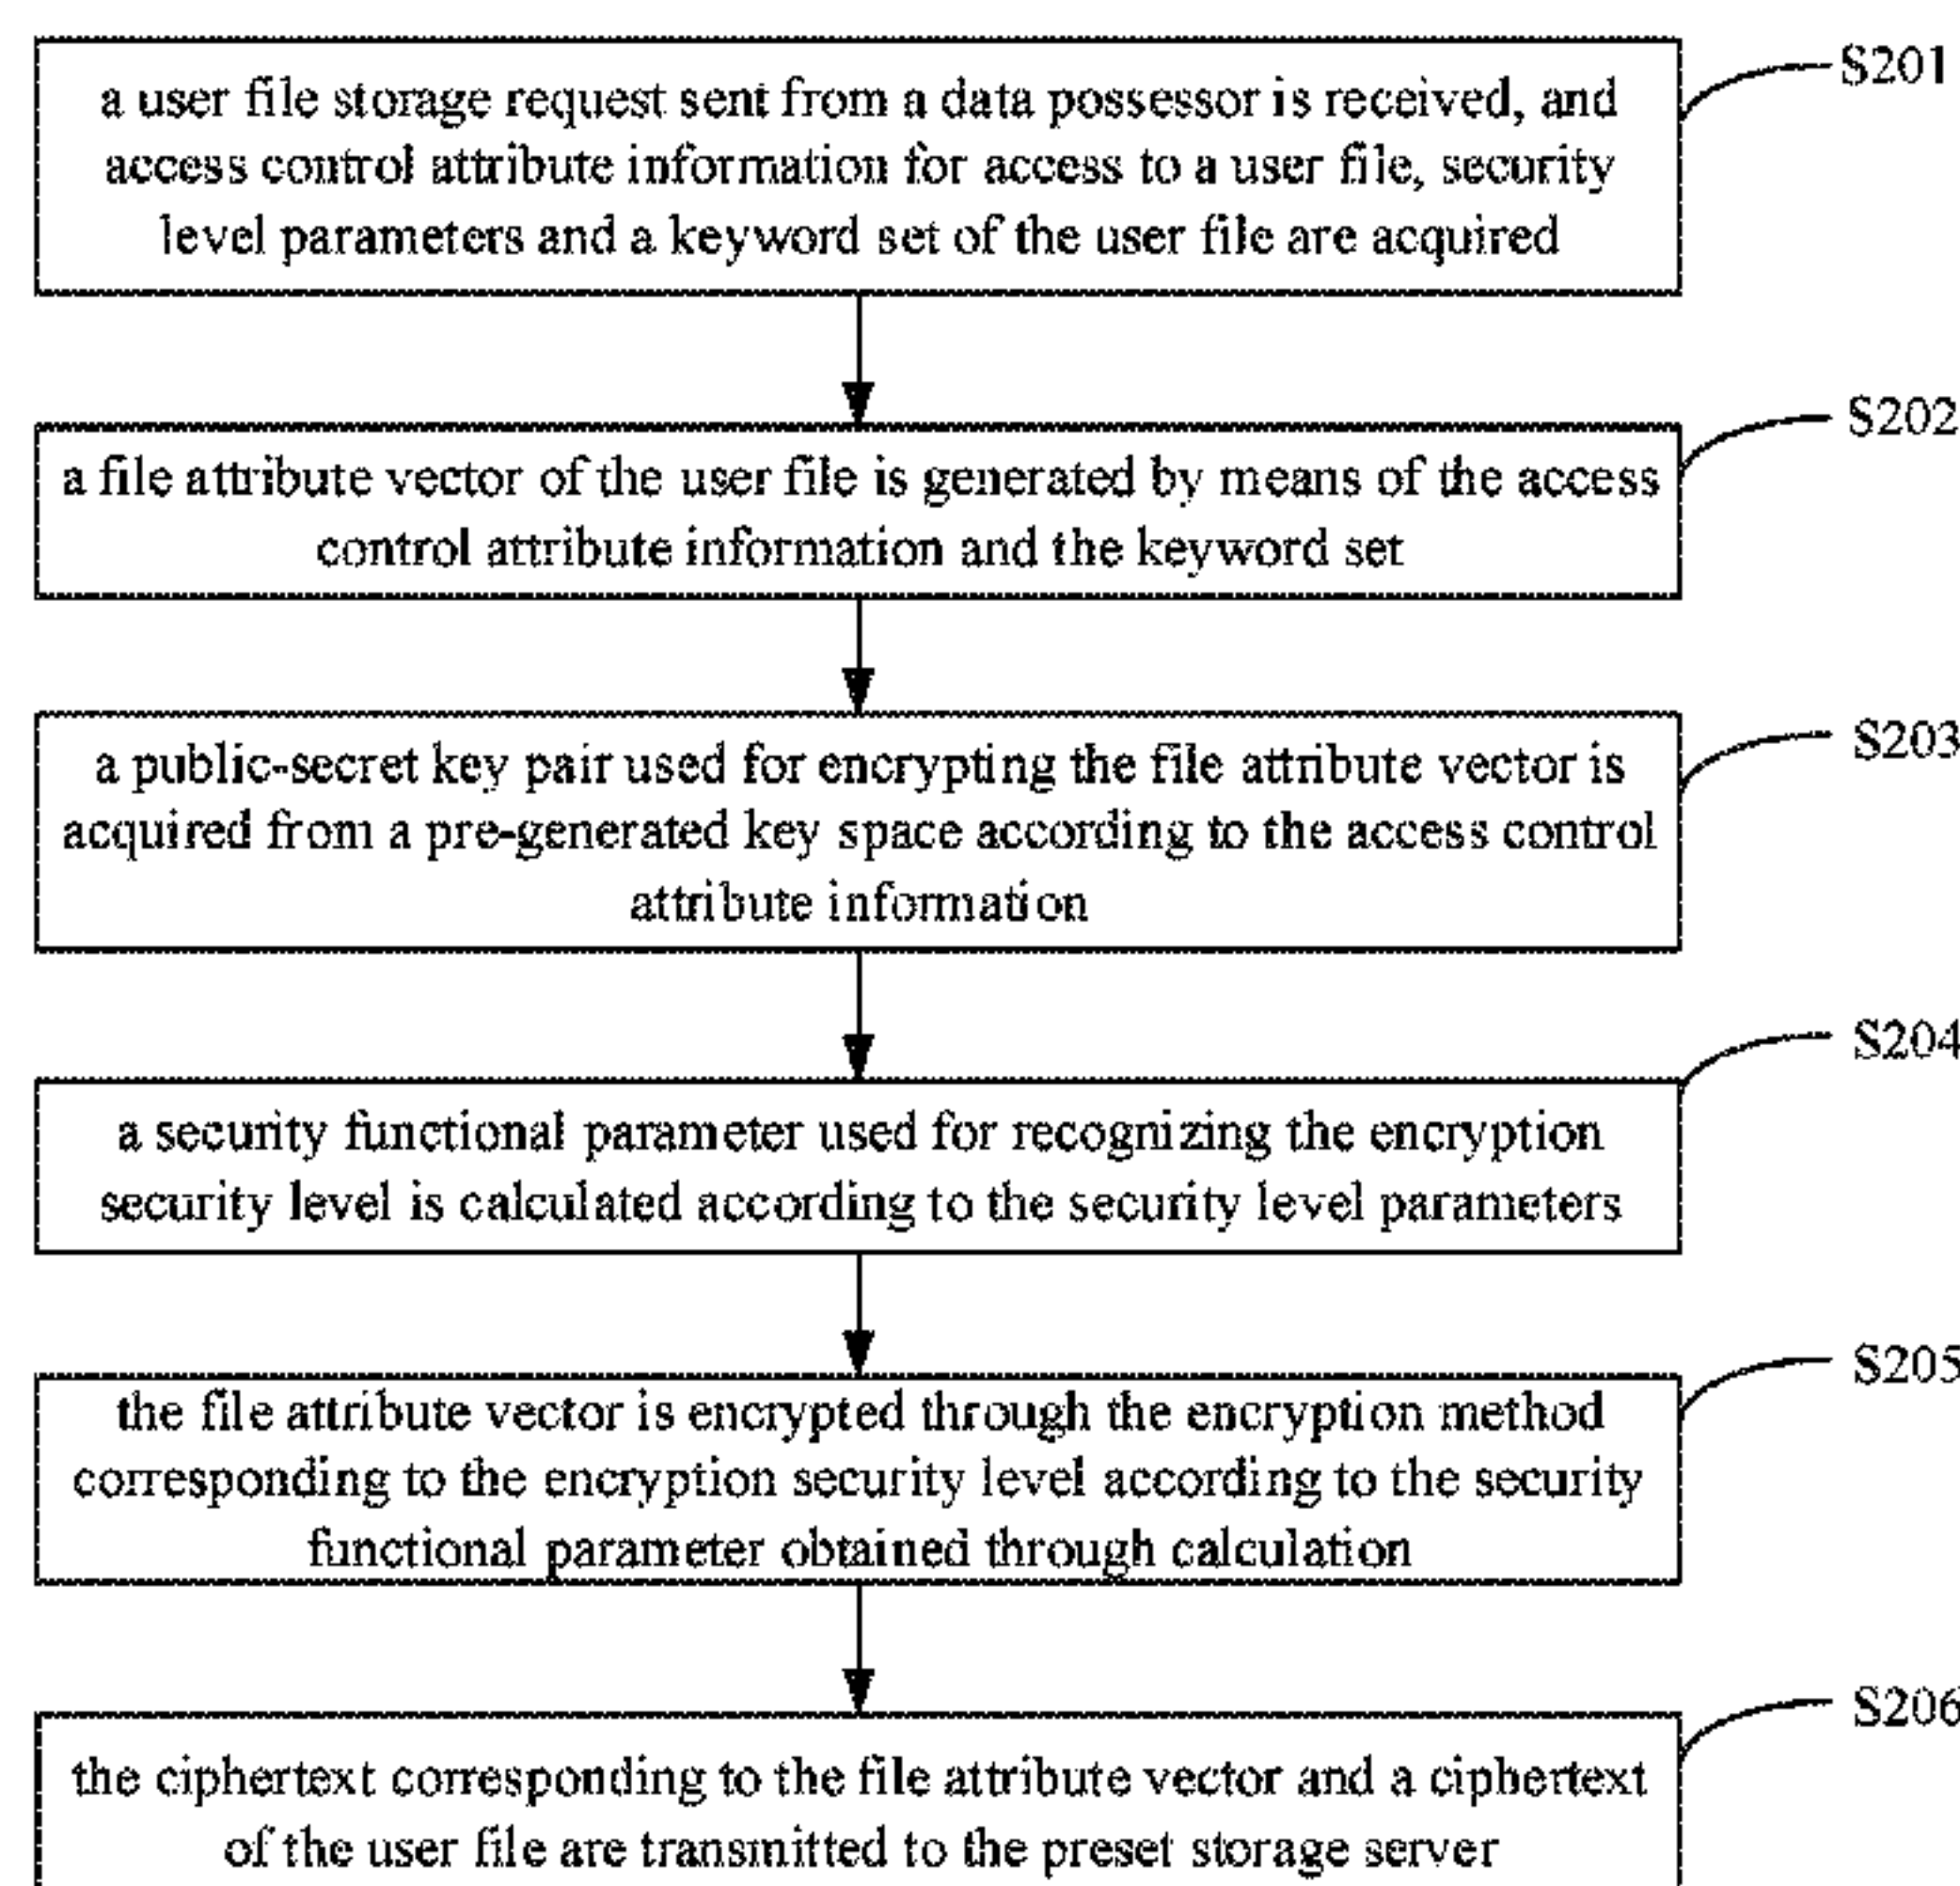 a user file storage request sent from a data possessor is received, and
access control attribute information for access to a user file, security
level parameters and a keyword set of the user file are acquired
S201
a file attribute vector of the user file is generated by means of the access
control attribute information and the keyword set
S202
a public-secret key pair used for encrypting the file attribute vector is
acquired from a pre-generated key space according to the access control
attribute information
S203
a security functional parameter used for recognizing the encryption
security level is calculated according to the security level parameters
S204
the file attribute vector is encrypted through the encryption method
corresponding to the encryption security level according to the security
functional parameter obtained through calculation
S205
the ciphertext corresponding to the file attribute vector and a ciphertext
of the user file are transmitted to the preset storage server
S206